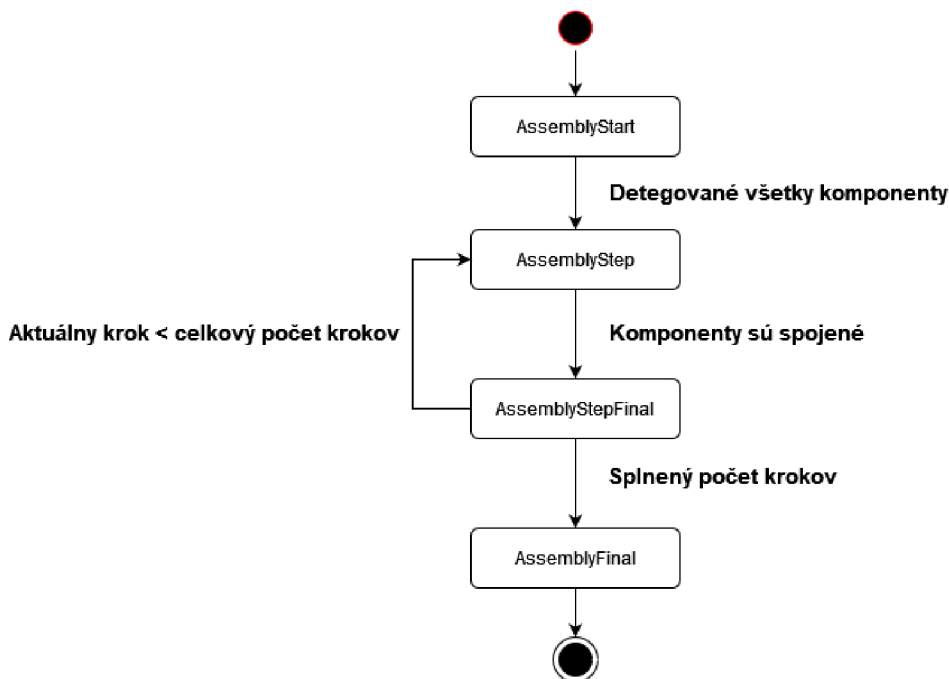 AssemblyStart
Detegované všetky komponenty
AssemblyStep
Aktuálny krok < celkový počet krokov
Komponenty sú spojené
AssemblyStepFinal
Splnený počet krokov
AssemblyFinal